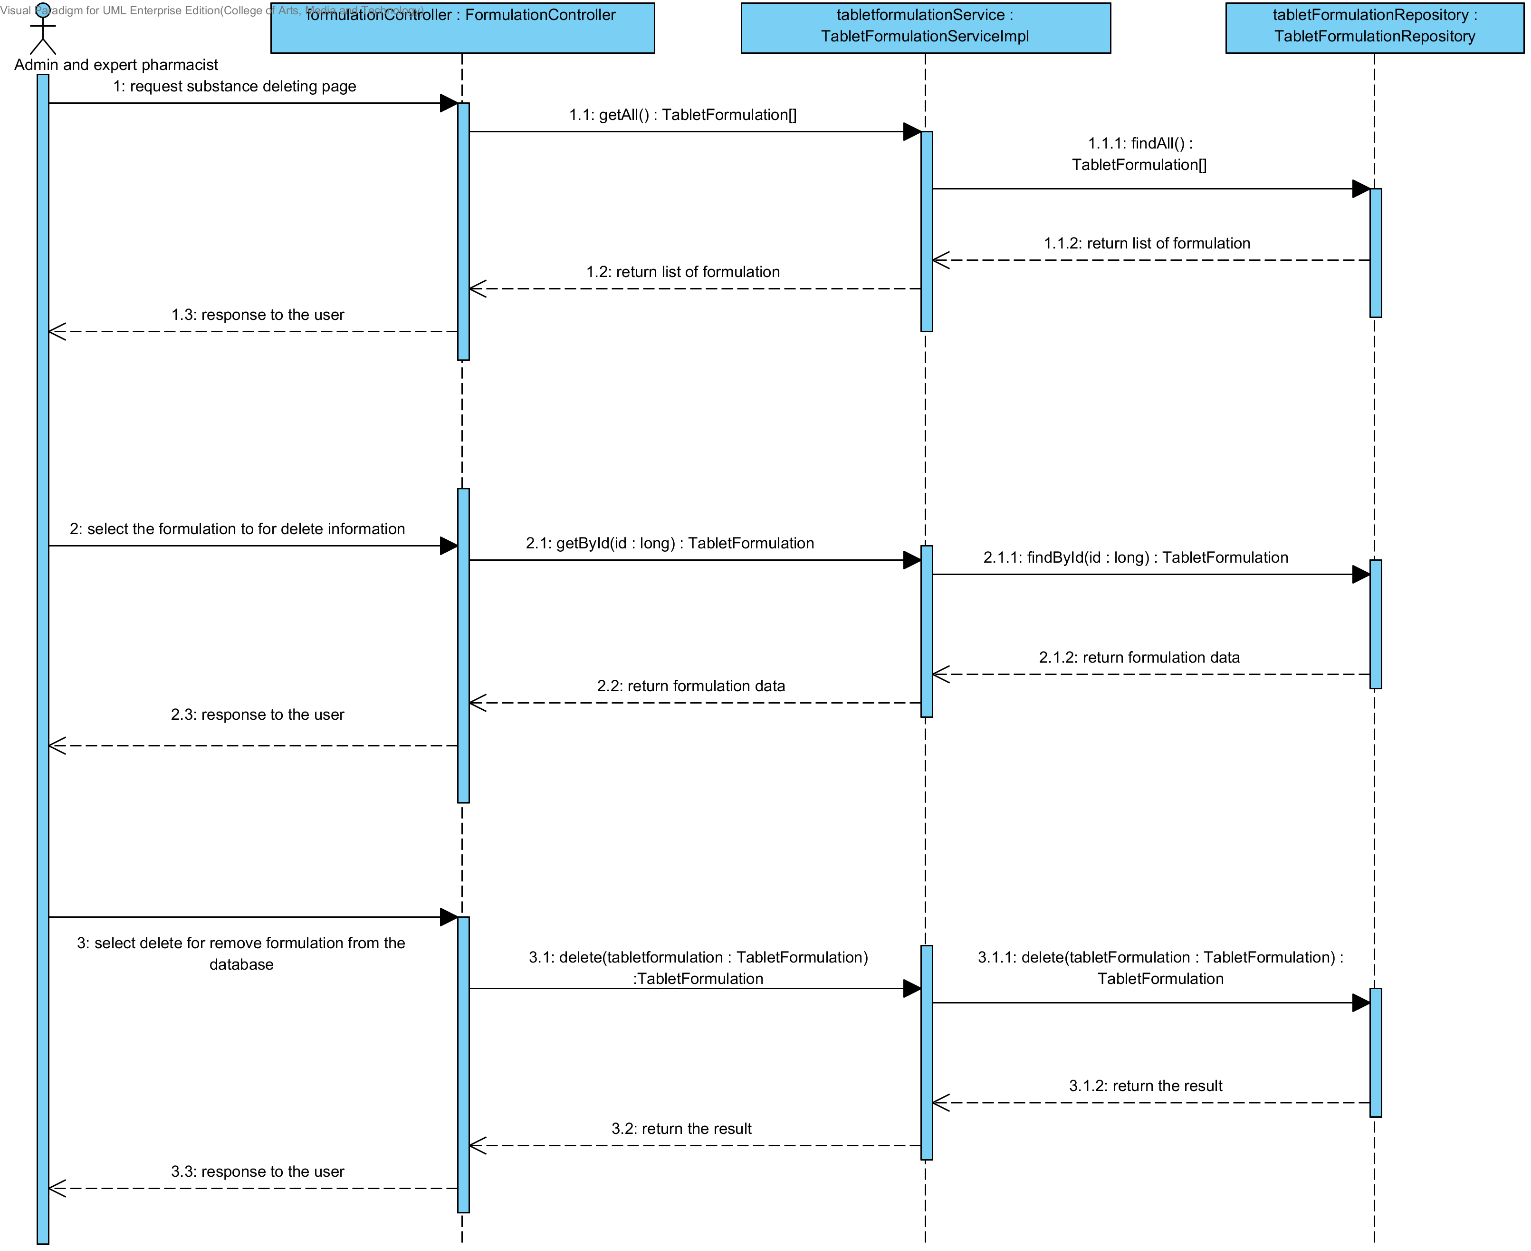 Visual Paradigm for UML Enterprise Edition(College of Arts, Media and Technology)
formulationController : FormulationController
tabletformulationService :
TabletFormulationServiceImpl
tabletFormulationRepository :
TabletFormulationRepository
Admin and expert pharmacist
1: request substance deleting page
1.1: getAll() : TabletFormulation[]
1.1.1: findAll() :
TabletFormulation[]
1.1.2: return list of formulation
1.2: return list of formulation
1.3: response to the user
2: select the formulation to for delete information
2.1: getById(id : long) : TabletFormulation
2.1.1: findById(id : long) : TabletFormulation
2.1.2: return formulation data
2.2: return formulation data
2.3: response to the user
3: select delete for remove formulation from the
database
3.1: delete(tabletformulation : TabletFormulation)
:TabletFormulation
3.1.1: delete(tabletFormulation : TabletFormulation) :
TabletFormulation
3.1.2: return the result
3.2: return the result
3.3: response to the user